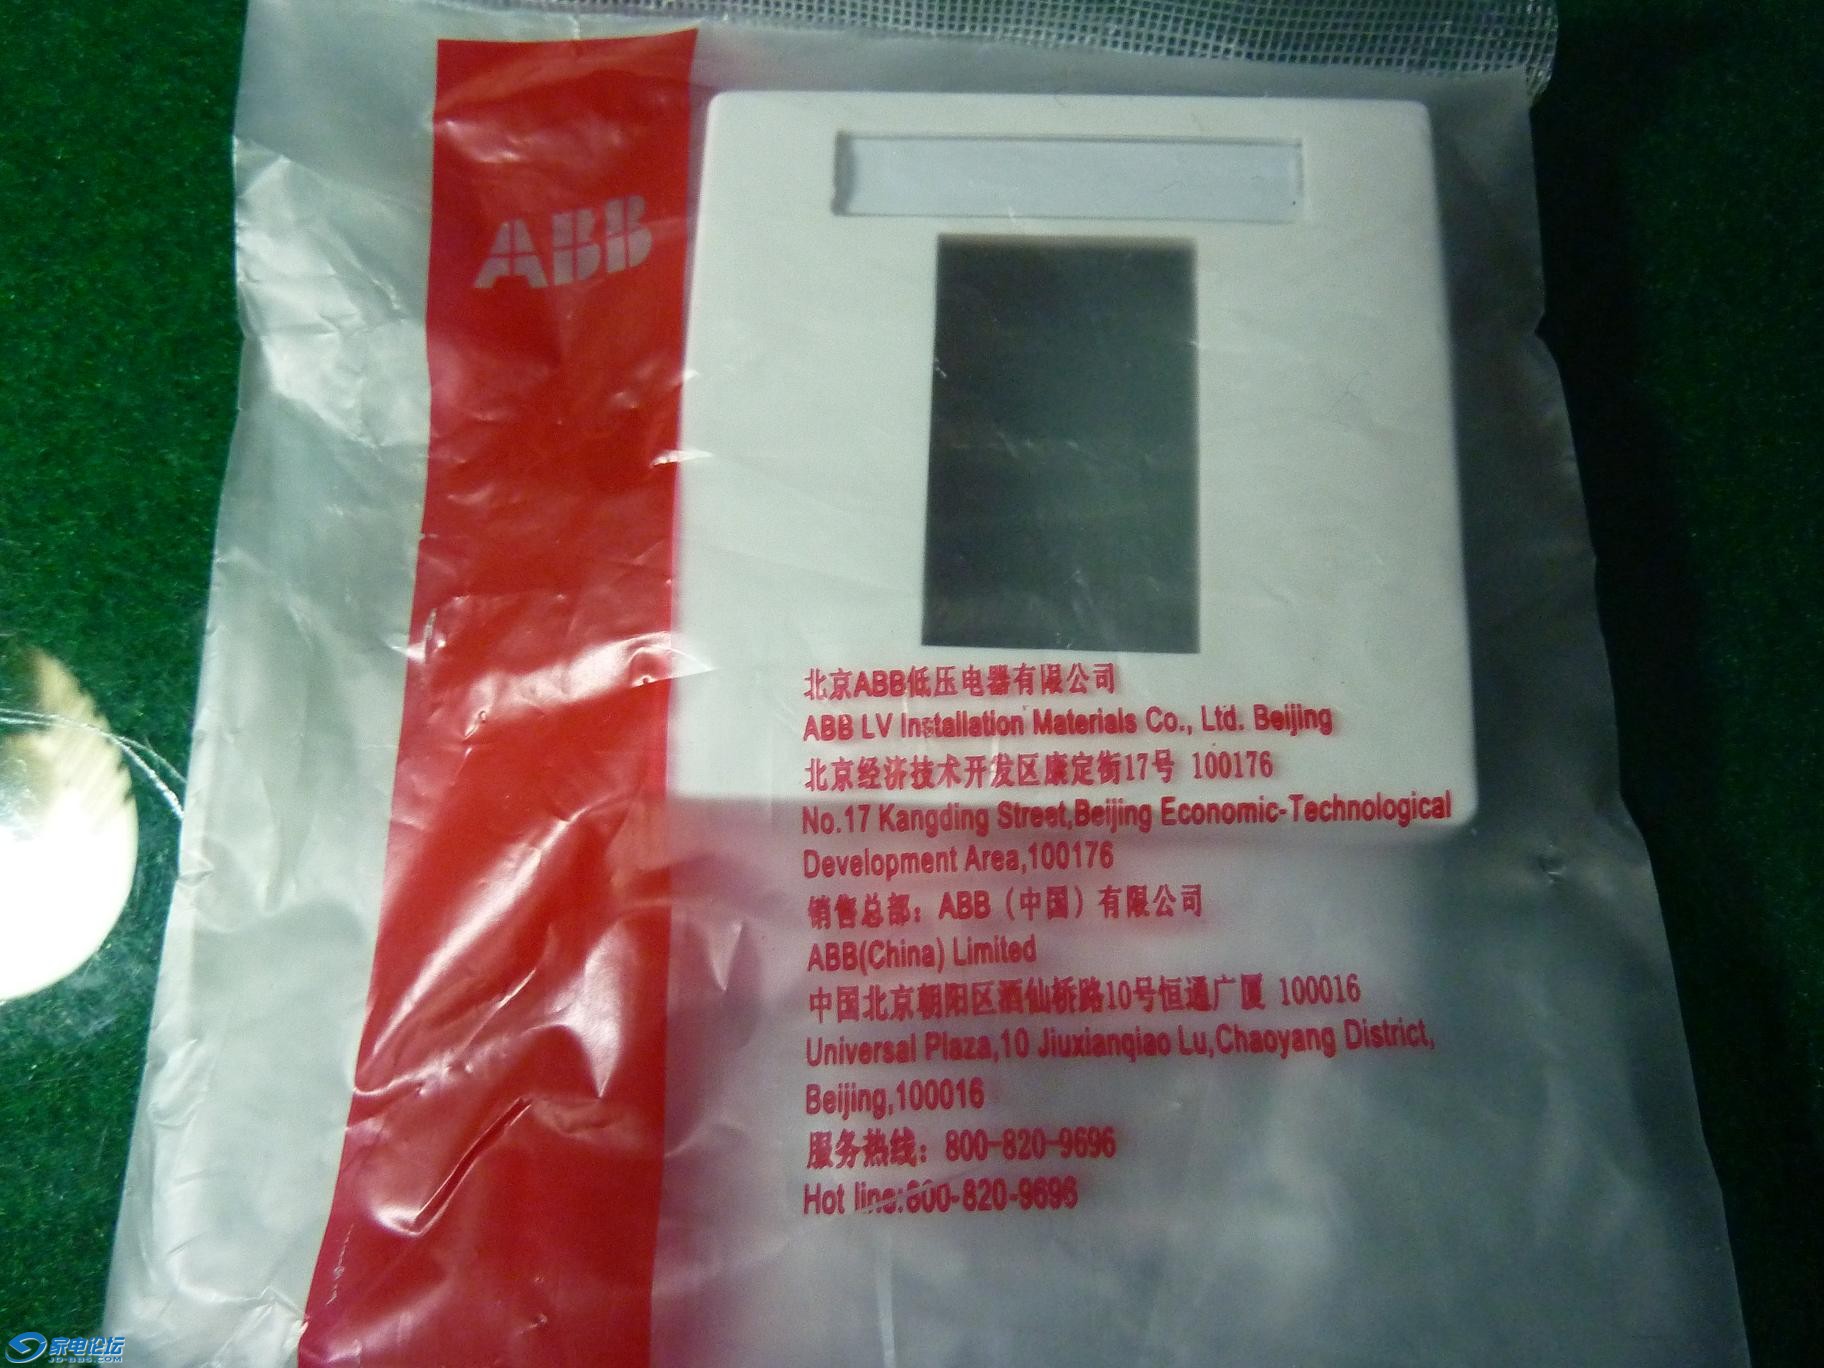 ABB
北京ABB低压电器有限公司
ABB LV Installation Materials Co., Ltd. Beijing
北京经济技术开发区康定街17号 100176
No.17 Kangding Street,Beijing Economic-Technological
Development Area,100176
销售总部：ABB（中国）有限公司
ABB(China) Limited
中国北京朝阳区酒仙桥路10号恒通广厦 100016
Universal Plaza,10 Jiuxianqiao Lu,Chaoyang District,
Beijing,100016
服务热线：800-820-9696
Hot line:800-820-9696
家电论坛
JD-BBS.COM